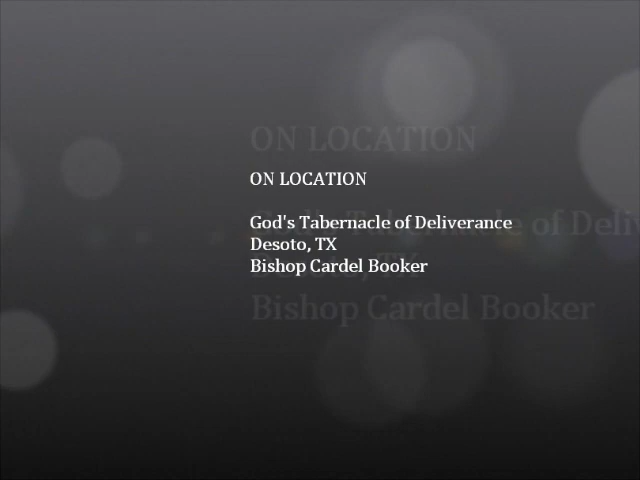 ON LOCATION
God's Tabernacle of Deliverance
Desoto, TX
Bishop Cardel Booker